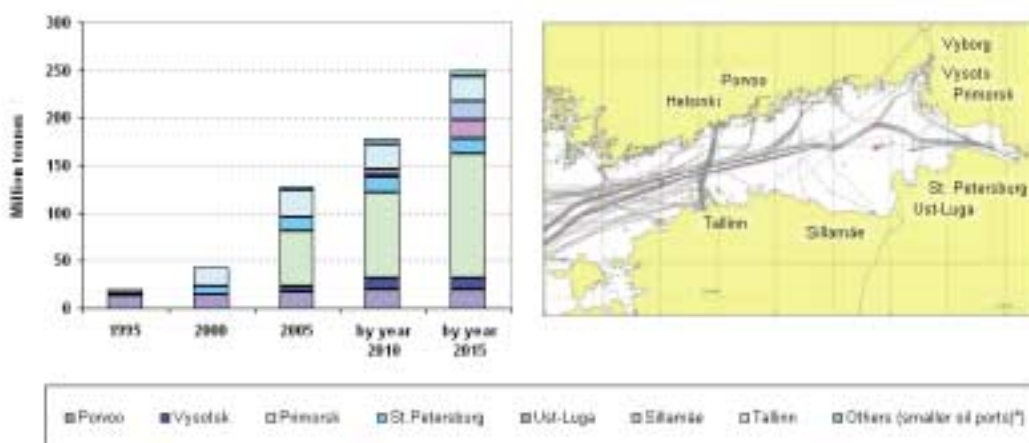 300
250
200
150
100
50
0
Million tonnes
1995
2000
2005
by year 2010
by year 2015
Vyborg
Vysots
Primorsk
Porvoo
Helsinki
St. Petersburg
Ust-Luga
Tallinn
Sillamäe
Porvoo Vysotsk Primorsk St.Petersburg Ust-Luga Sillamäe Tallinn Others (smaller oil ports)(*)